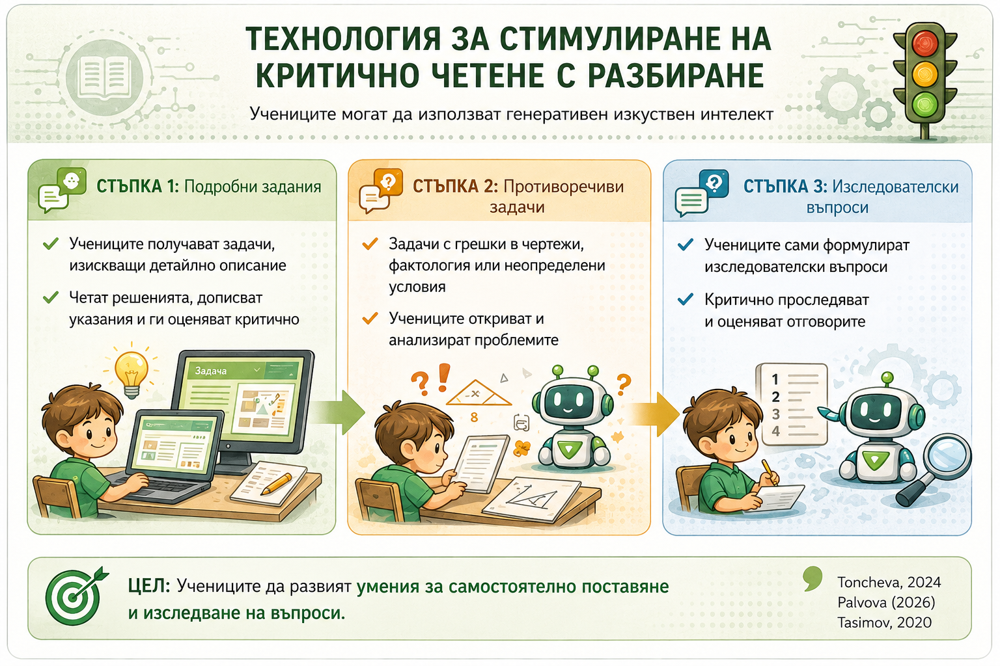 ТЕХНОЛОГИЯ ЗА СТИМУЛИРАНЕ НА
КРИТИЧНО ЧЕТЕНЕ С РАЗБИРАНЕ
Учениците могат да използват генеративен изкуствен интелект
СТЪПКА 1: Подробни задания
Учениците получават задачи,
изискващи детайлно описание
Четат решенията, дописват
указания и ги оценяват критично
Задача
СТЪПКА 2: Противоречиви
задачи
Задачи с грешки в чертежи,
фактология или неопределени
условия
Учениците откриват и
анализират проблемите
? !
?
x
8
СТЪПКА 3: Изследователски
въпроси
Учениците сами формулират
изследователски въпроси
Критично проследяват
и оценяват отговорите
1
2
3
4
ЦЕЛ: Учениците да развият умения за самостоятелно поставяне
и изследване на въпроси.
Toncheva, 2024
Palvova (2026)
Tasimov, 2020